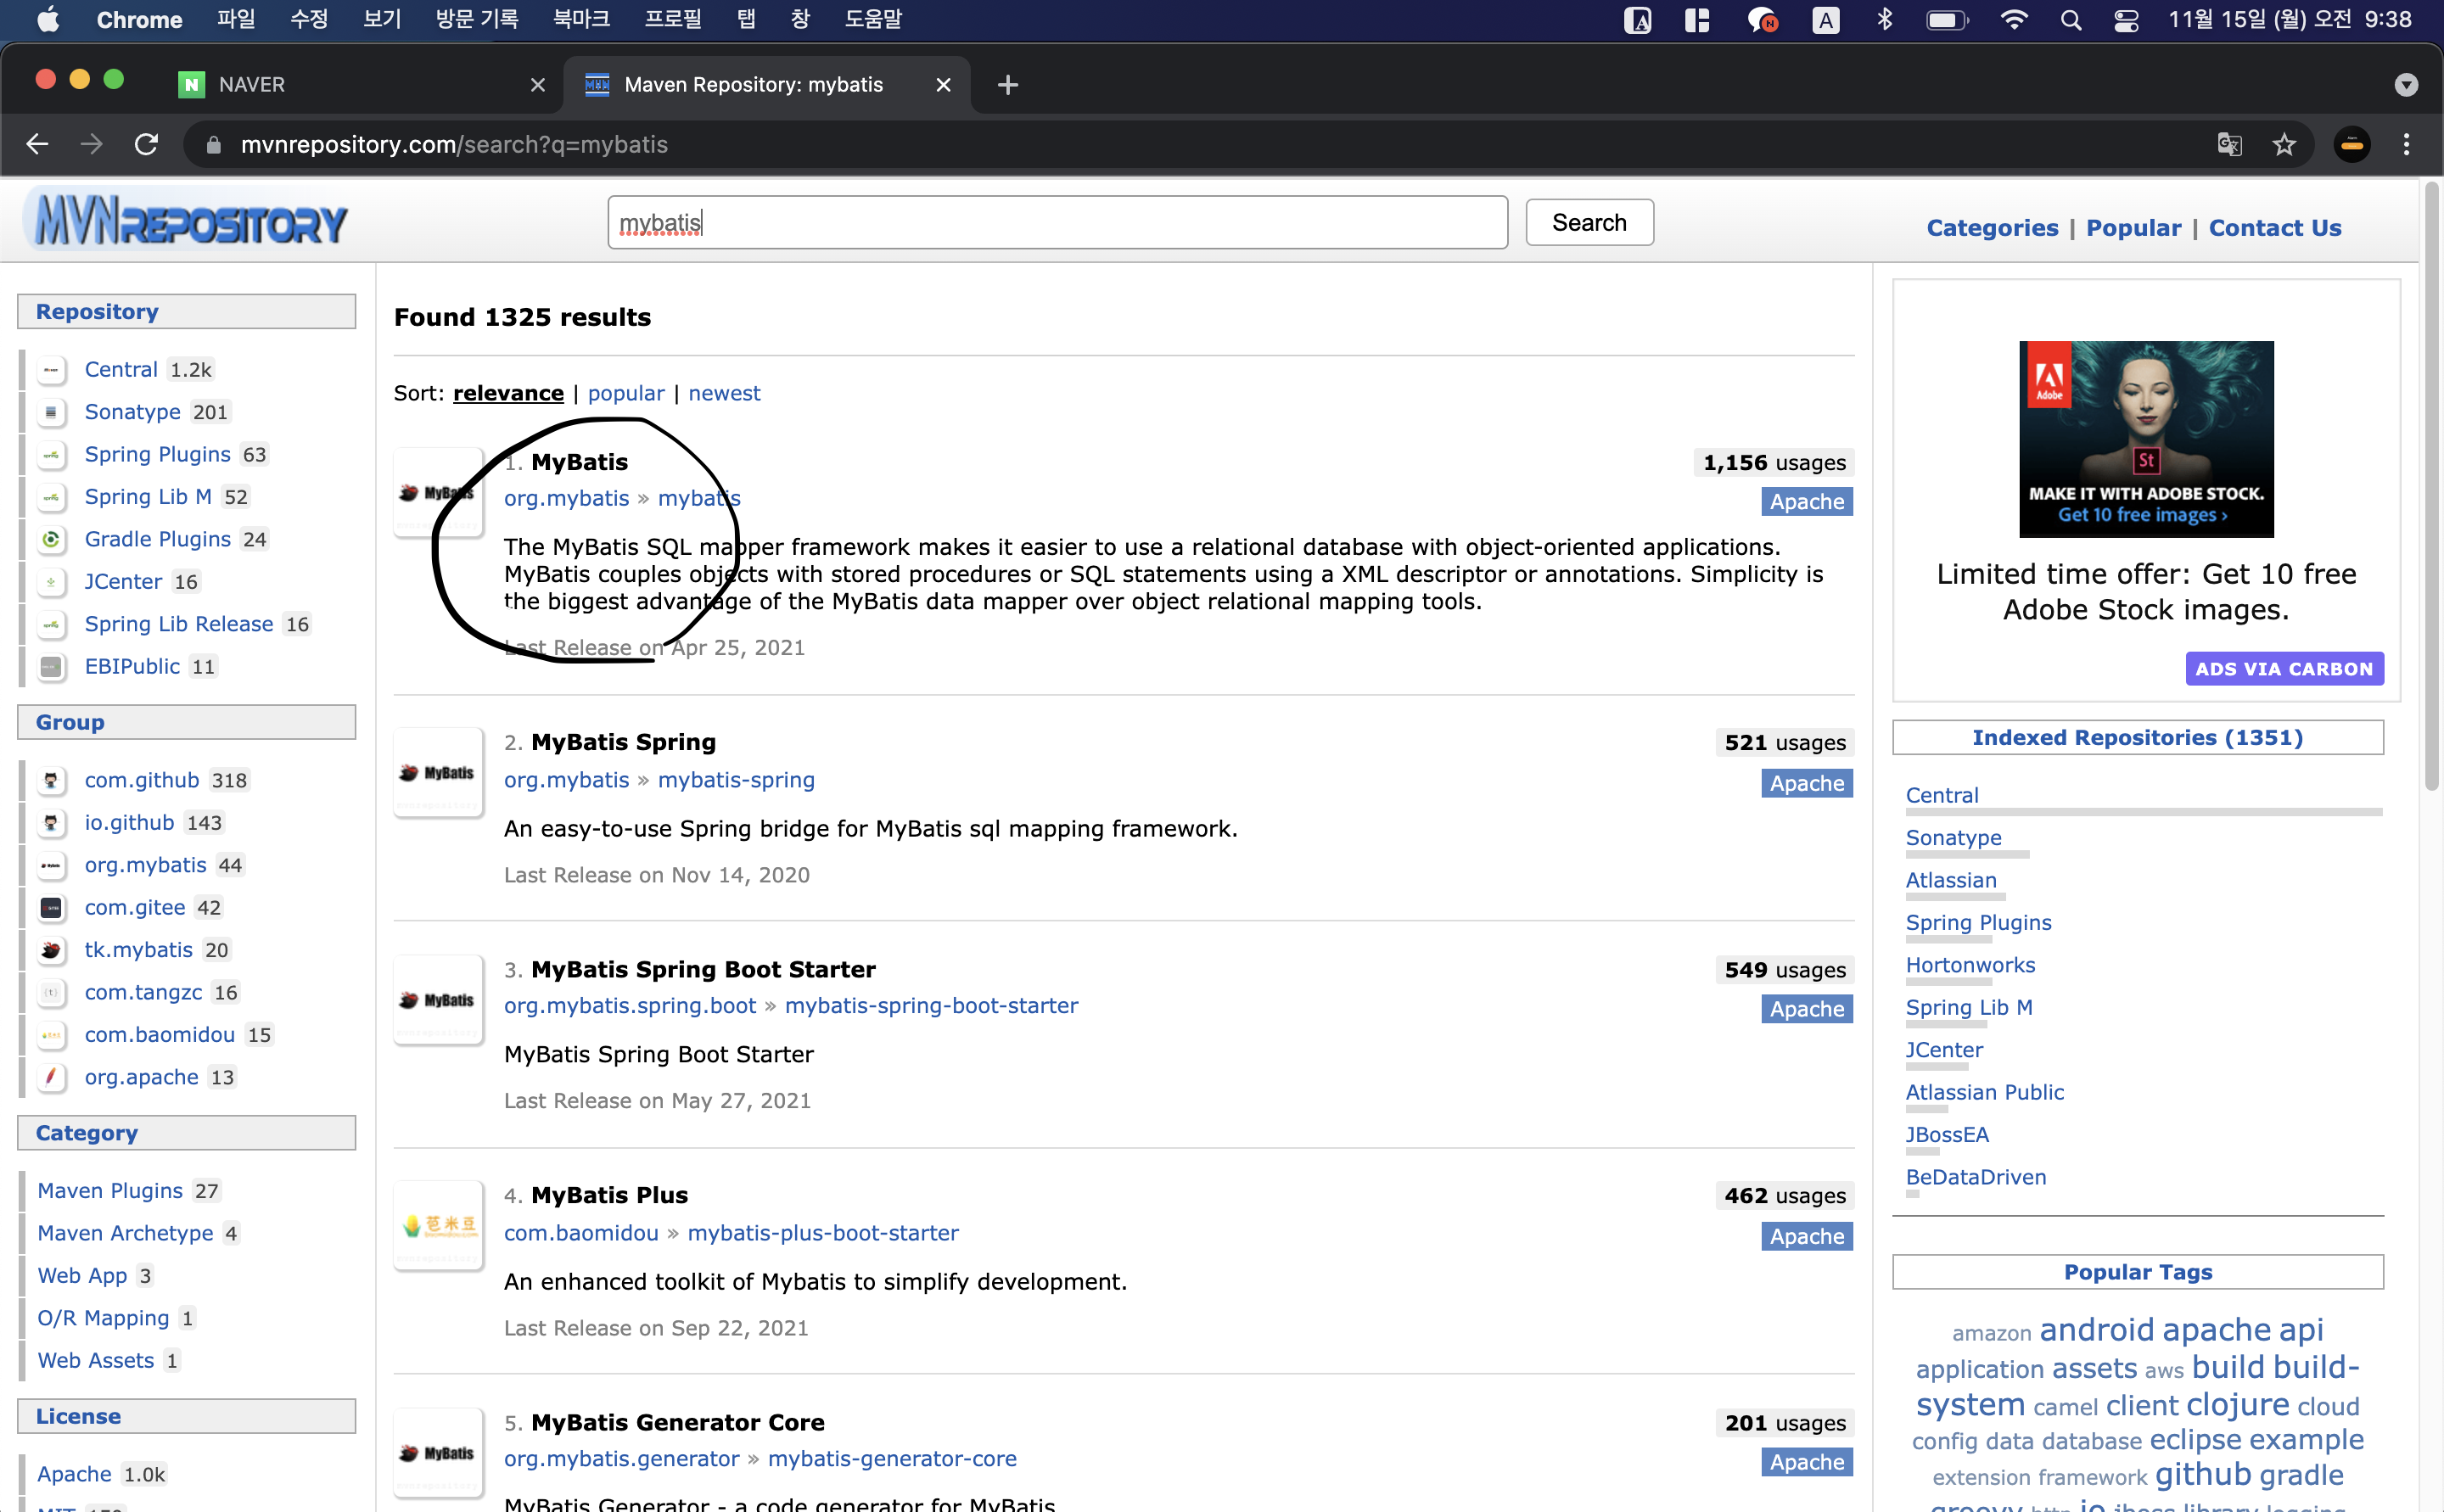 Chrome 파일 수정 보기 방문 기록 북마크 프로필 탭 창 도움말 N A 11월 15일 (월) 오전 9:38
N NAVER
Maven Repository: mybatis
mvnrepository.com/search?q=mybatis
MVNREPOSITORY
mybatis
Search
Categories | Popular | Contact Us
Repository
Central 1.2k
Sonatype 201
Spring Plugins 63
Spring Lib M 52
Gradle Plugins 24
JCenter 16
Spring Lib Release 16
EBIPublic 11
Group
com.github 318
io.github 143
org.mybatis 44
com.gitee 42
tk.mybatis 20
com.tangzc 16
com.baomidou 15
org.apache 13
Category
Maven Plugins 27
Maven Archetype 4
Web App 3
O/R Mapping 1
Web Assets 1
License
Apache 1.0k
Found 1325 results
Sort: relevance | popular | newest
MyBatis
1. MyBatis
1,156 usages
org.mybatis » mybatis
Apache
The MyBatis SQL mapper framework makes it easier to use a relational database with object-oriented applications.
MyBatis couples objects with stored procedures or SQL statements using a XML descriptor or annotations. Simplicity is
the biggest advantage of the MyBatis data mapper over object relational mapping tools.
Last Release on Apr 25, 2021
MyBatis
2. MyBatis Spring
521 usages
org.mybatis » mybatis-spring
Apache
An easy-to-use Spring bridge for MyBatis sql mapping framework.
Last Release on Nov 14, 2020
MyBatis
3. MyBatis Spring Boot Starter
549 usages
org.mybatis.spring.boot » mybatis-spring-boot-starter
Apache
MyBatis Spring Boot Starter
Last Release on May 27, 2021
苞米豆
4. MyBatis Plus
462 usages
com.baomidou » mybatis-plus-boot-starter
Apache
An enhanced toolkit of Mybatis to simplify development.
Last Release on Sep 22, 2021
MyBatis
5. MyBatis Generator Core
201 usages
org.mybatis.generator » mybatis-generator-core
Apache
MyBatis Generator - a code generator for MyBatis
Adobe
St
MAKE IT WITH ADOBE STOCK.
Get 10 free images ›
Limited time offer: Get 10 free
Adobe Stock images.
ADS VIA CARBON
Indexed Repositories (1351)
Central
Sonatype
Atlassian
Spring Plugins
Hortonworks
Spring Lib M
JCenter
Atlassian Public
JBossEA
BeDataDriven
Popular Tags
amazon android apache api
application assets aws build build-
system camel client clojure cloud
config data database eclipse example
extension framework github gradle
groovy http io jboss library logging